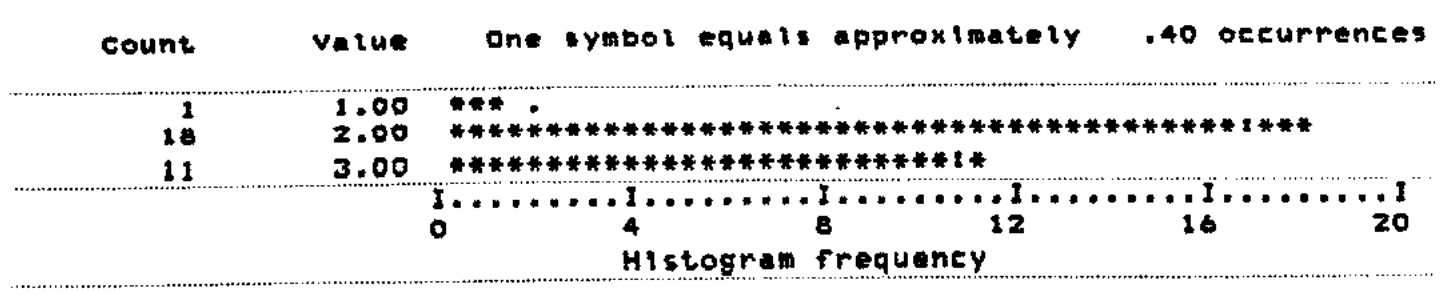 Count Value One symbol equals approximately .40 occurrences
1 1.00 *** .
18 2.00 *****************************************:***
11 3.00 **************************:*
I.........I.........I.........I.........I.........I
0 4 8 12 16 20
Histogram frequency